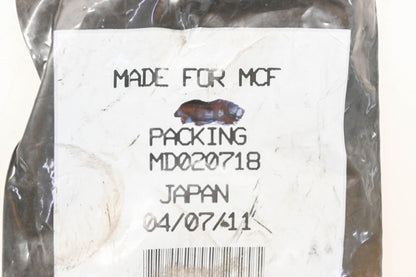 MADE FOR MCF
PACKING
MD020718
JAPAN
04/07/11